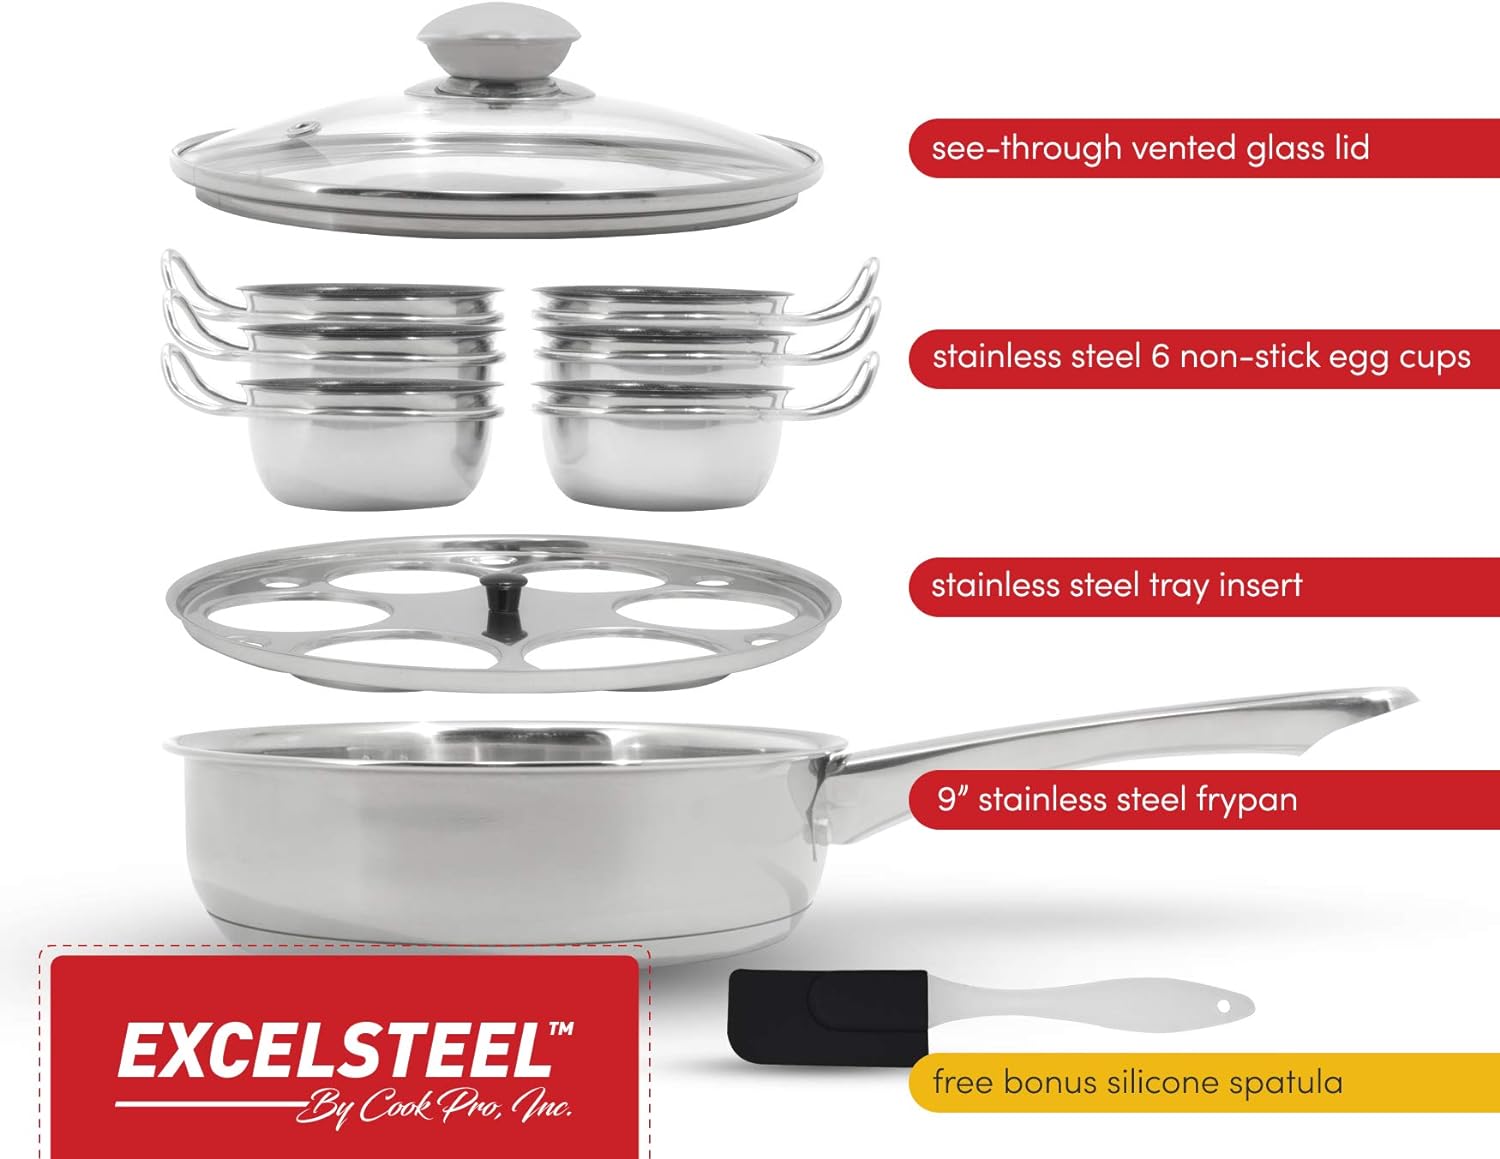 see-through vented glass lid
stainless steel 6 non-stick egg cups
stainless steel tray insert
9” stainless steel frypan
free bonus silicone spatula
EXCELSTEEL™
By Cook Pro, Inc.